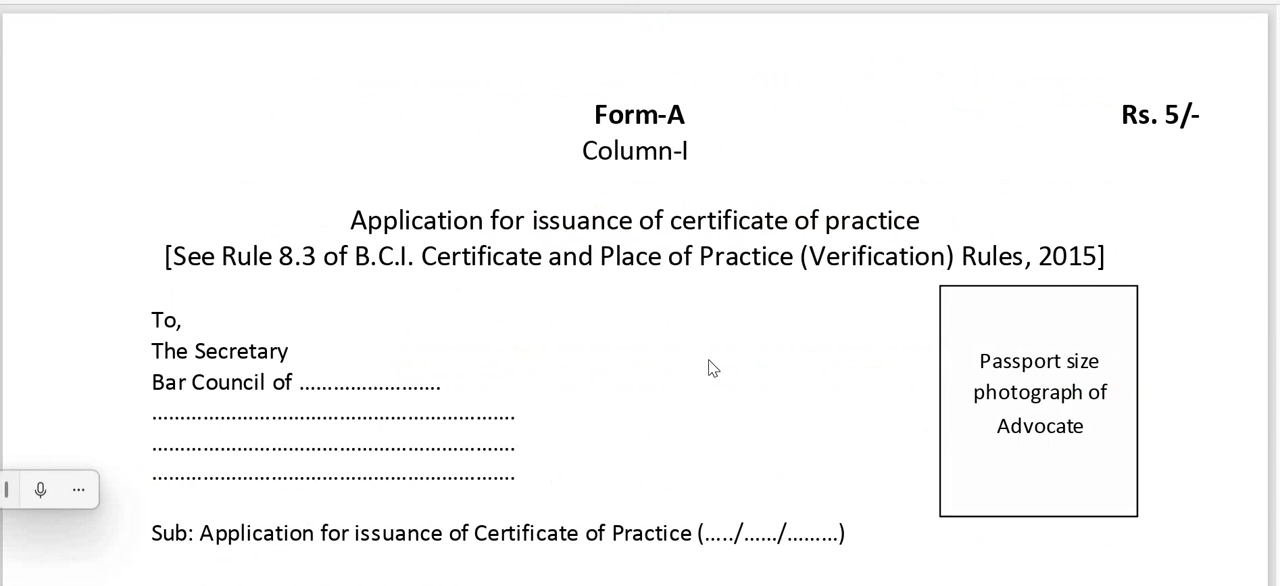 Form-A
Rs. 5/-
Column-I
Application for issuance of certificate of practice
[See Rule 8.3 of B.C.I. Certificate and Place of Practice (Verification) Rules, 2015]
To,
The Secretary
Bar Council of .........................
................................................................
................................................................
................................................................
Passport size
photograph of
Advocate
Sub: Application for issuance of Certificate of Practice (...../....../.........)